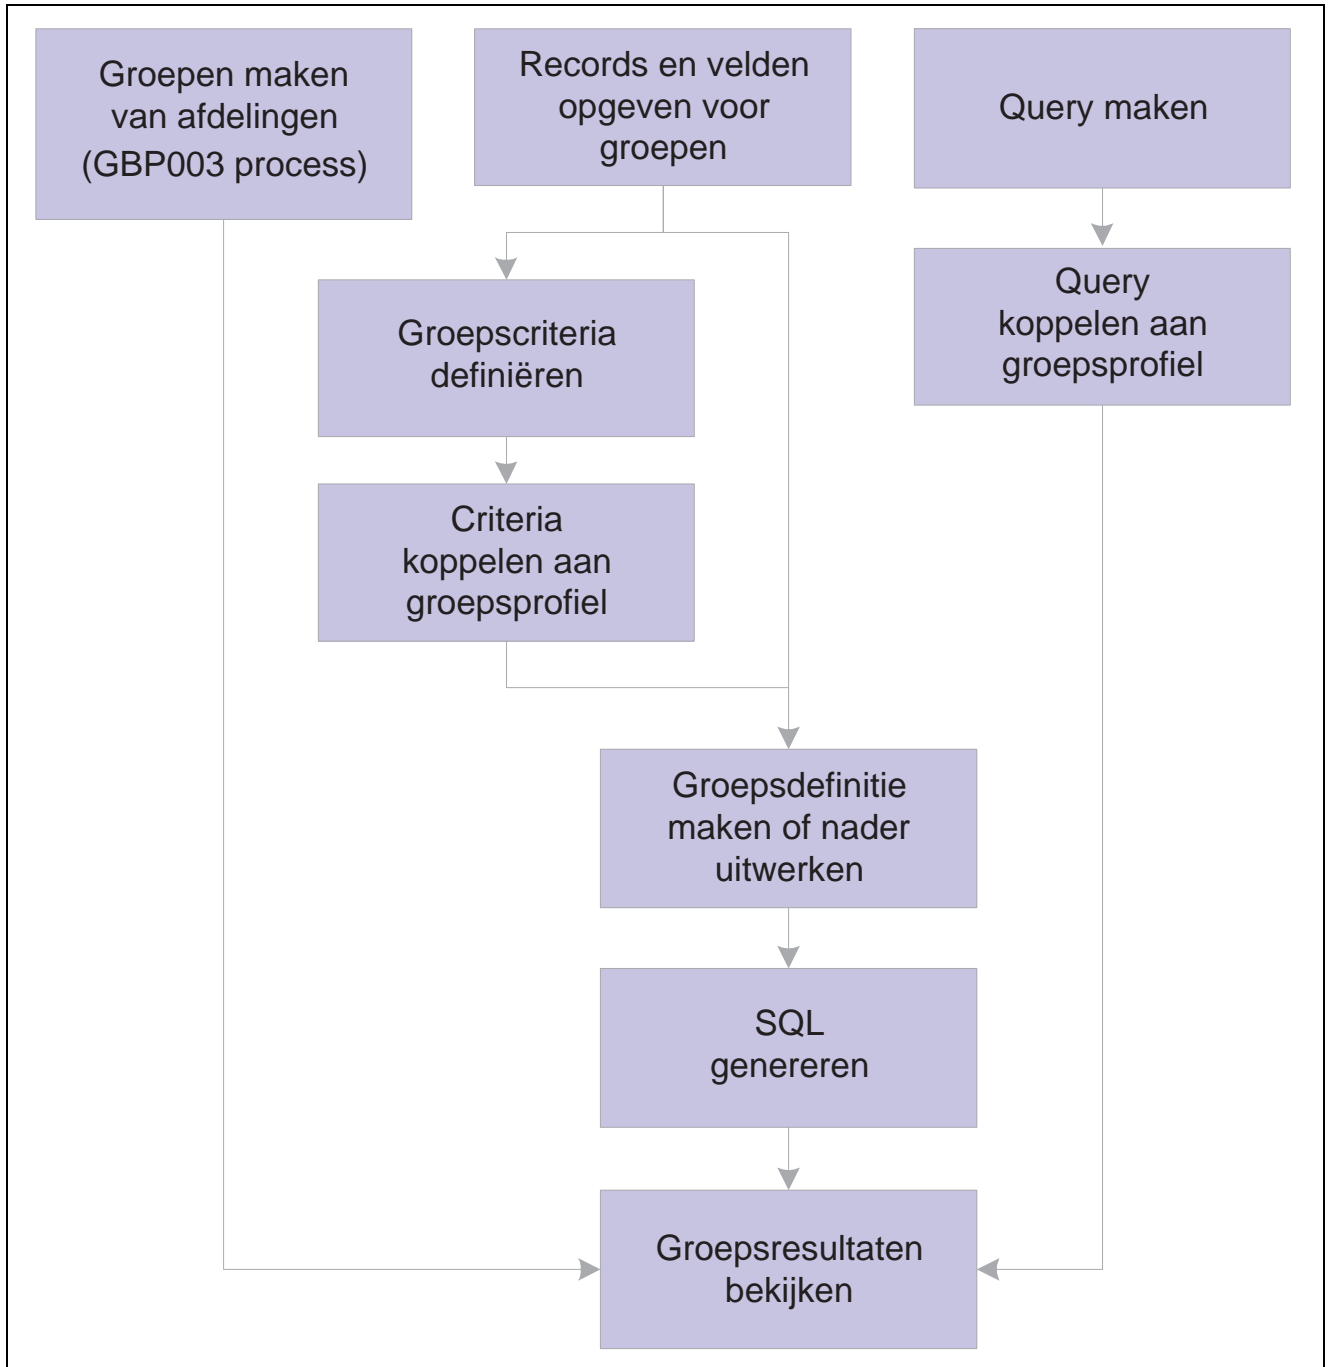 Groepen maken
van afdelingen
(GBP003 process)
Records en velden
opgeven voor
groepen
Query maken
Query
koppelen aan
groepsprofiel
Groepscriteria
definiëren
Criteria
koppelen aan
groepsprofiel
Groepsdefinitie
maken of nader
uitwerken
SQL
genereren
Groepsresultaten
bekijken